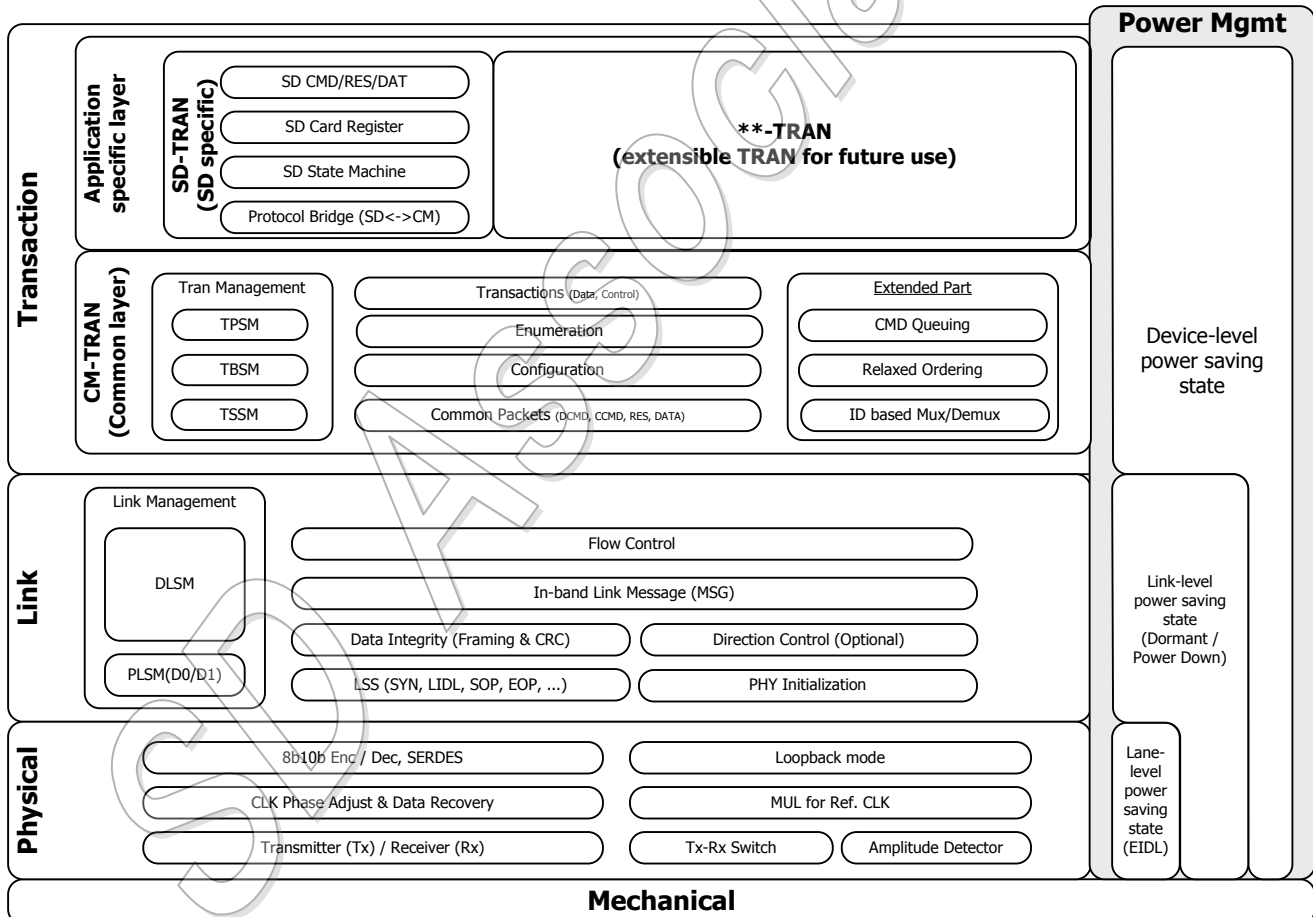 Power Mgmt
Transaction
Application
specific layer
SD-TRAN
(SD specific)
SD CMD/RES/DAT
SD Card Register
SD State Machine
Protocol Bridge (SD<->CM)
**-TRAN
(extensible TRAN for future use)
CM-TRAN
(Common layer)
Tran Management
TPSM
TBSM
TSSM
Transactions (Data, Control)
Enumeration
Configuration
Common Packets (DCMD, CCMD, RES, DATA)
Extended Part
CMD Queuing
Relaxed Ordering
ID based Mux/Demux
Device-level
power saving
state
Link
Link Management
DLSM
PLSM(D0/D1)
Flow Control
In-band Link Message (MSG)
Data Integrity (Framing & CRC)
Direction Control (Optional)
LSS (SYN, LIDL, SOP, EOP, ...)
PHY Initialization
Link-level
power saving
state
(Dormant /
Power Down)
Physical
8b10b Enc / Dec, SERDES
Loopback mode
CLK Phase Adjust & Data Recovery
MUL for Ref. CLK
Transmitter (Tx) / Receiver (Rx)
Tx-Rx Switch
Amplitude Detector
Lane-
level
power
saving
state
(EIDL)
Mechanical